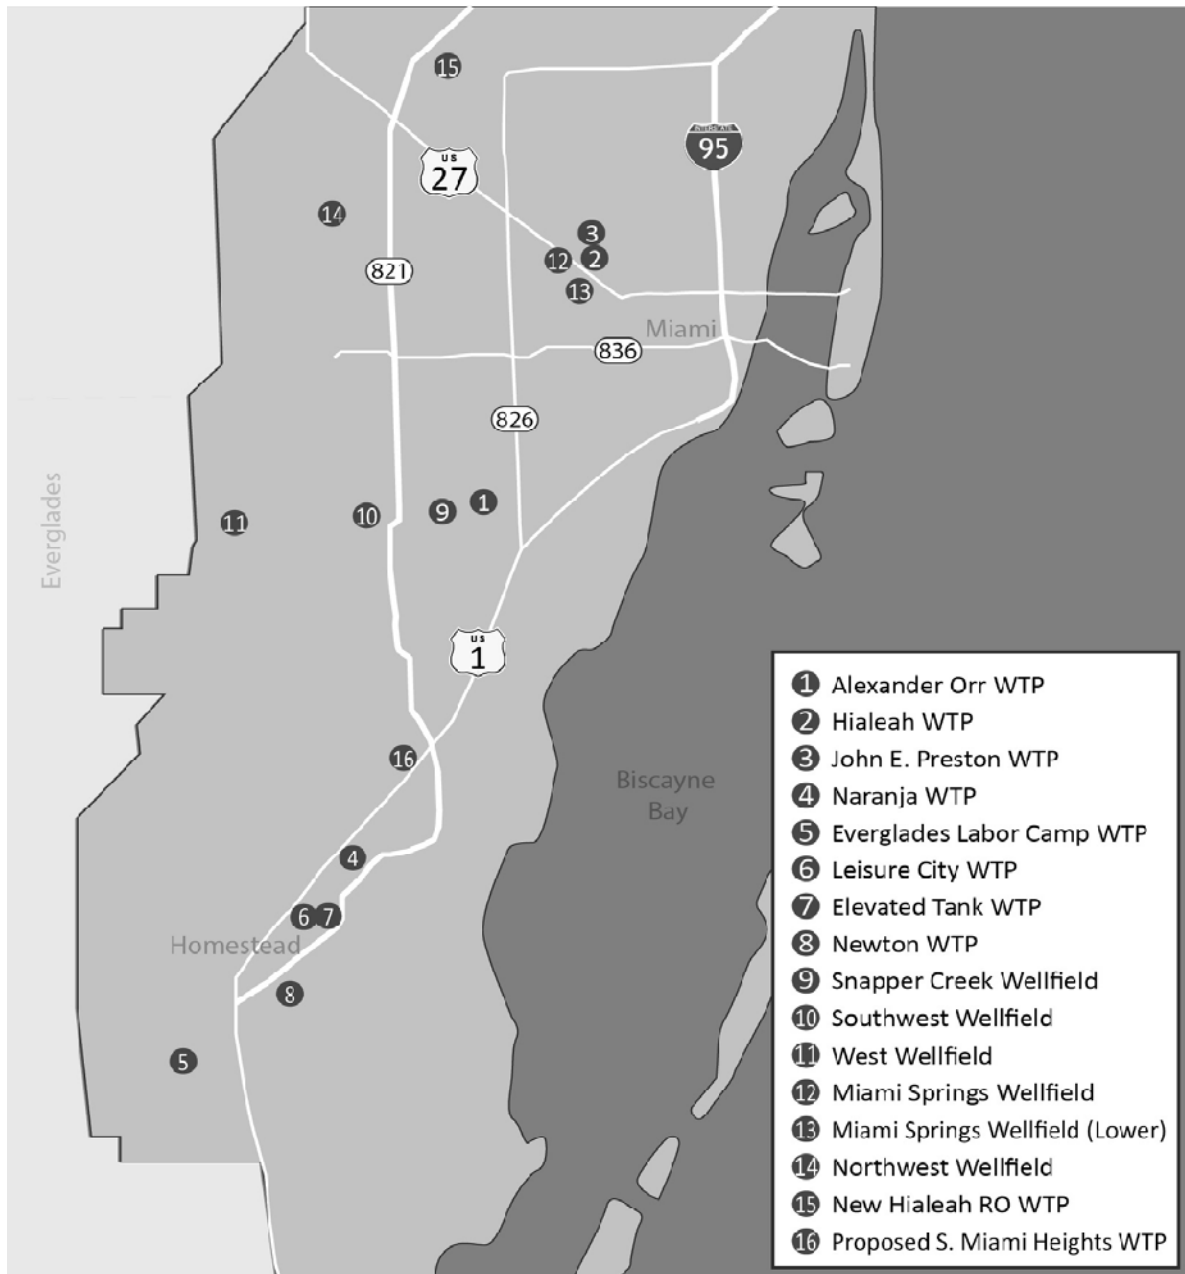 15
INTERSTATE
95
US
27
14
3
12
2
821
13
Miami
836
826
Everglades
11
10
9
1
US
1
16
Biscayne
Bay
4
6
7
Homestead
8
5
1 Alexander Orr WTP
2 Hialeah WTP
3 John E. Preston WTP
4 Naranja WTP
5 Everglades Labor Camp WTP
6 Leisure City WTP
7 Elevated Tank WTP
8 Newton WTP
9 Snapper Creek Wellfield
10 Southwest Wellfield
11 West Wellfield
12 Miami Springs Wellfield
13 Miami Springs Wellfield (Lower)
14 Northwest Wellfield
15 New Hialeah RO WTP
16 Proposed S. Miami Heights WTP